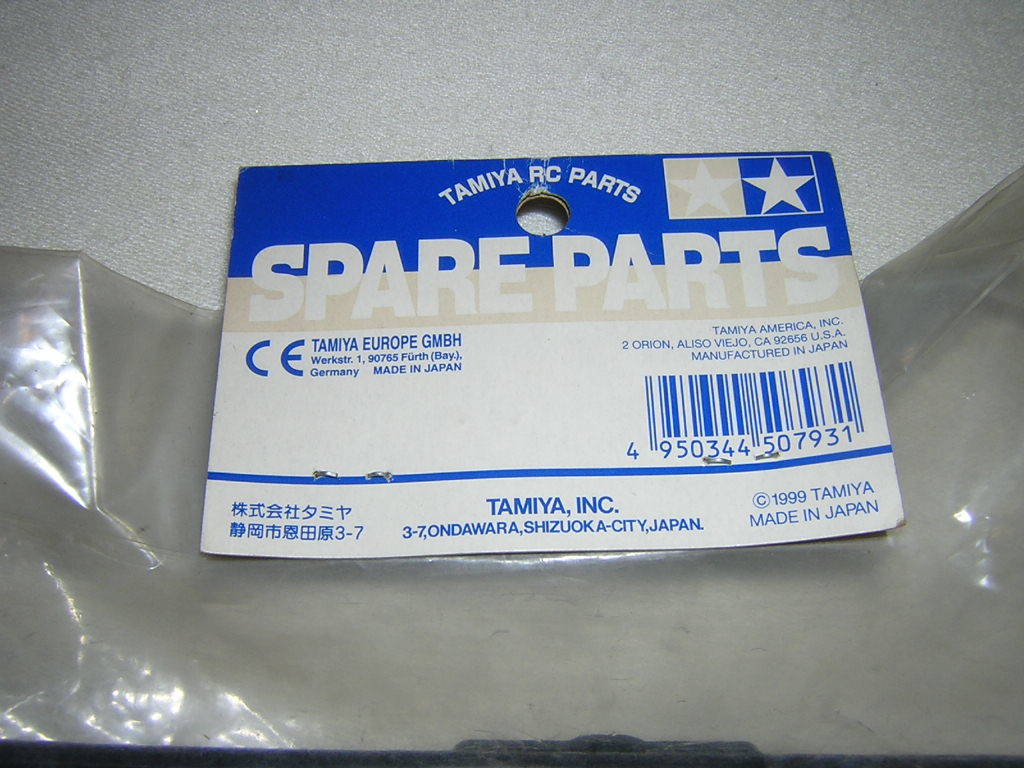 TAMIYA RC PARTS
SPARE PARTS
CE
TAMIYA EUROPE GMBH
Werkstr. 1, 90765 Fürth (Bay.),
Germany MADE IN JAPAN
TAMIYA AMERICA, INC.
2 ORION, ALISO VIEJO, CA 92656 U.S.A.
MANUFACTURED IN JAPAN
4 950344 507931
株式会社タミヤ
静岡市恩田原3-7
TAMIYA, INC.
3-7,ONDAWARA,SHIZUOKA-CITY,JAPAN.
©1999 TAMIYA
MADE IN JAPAN